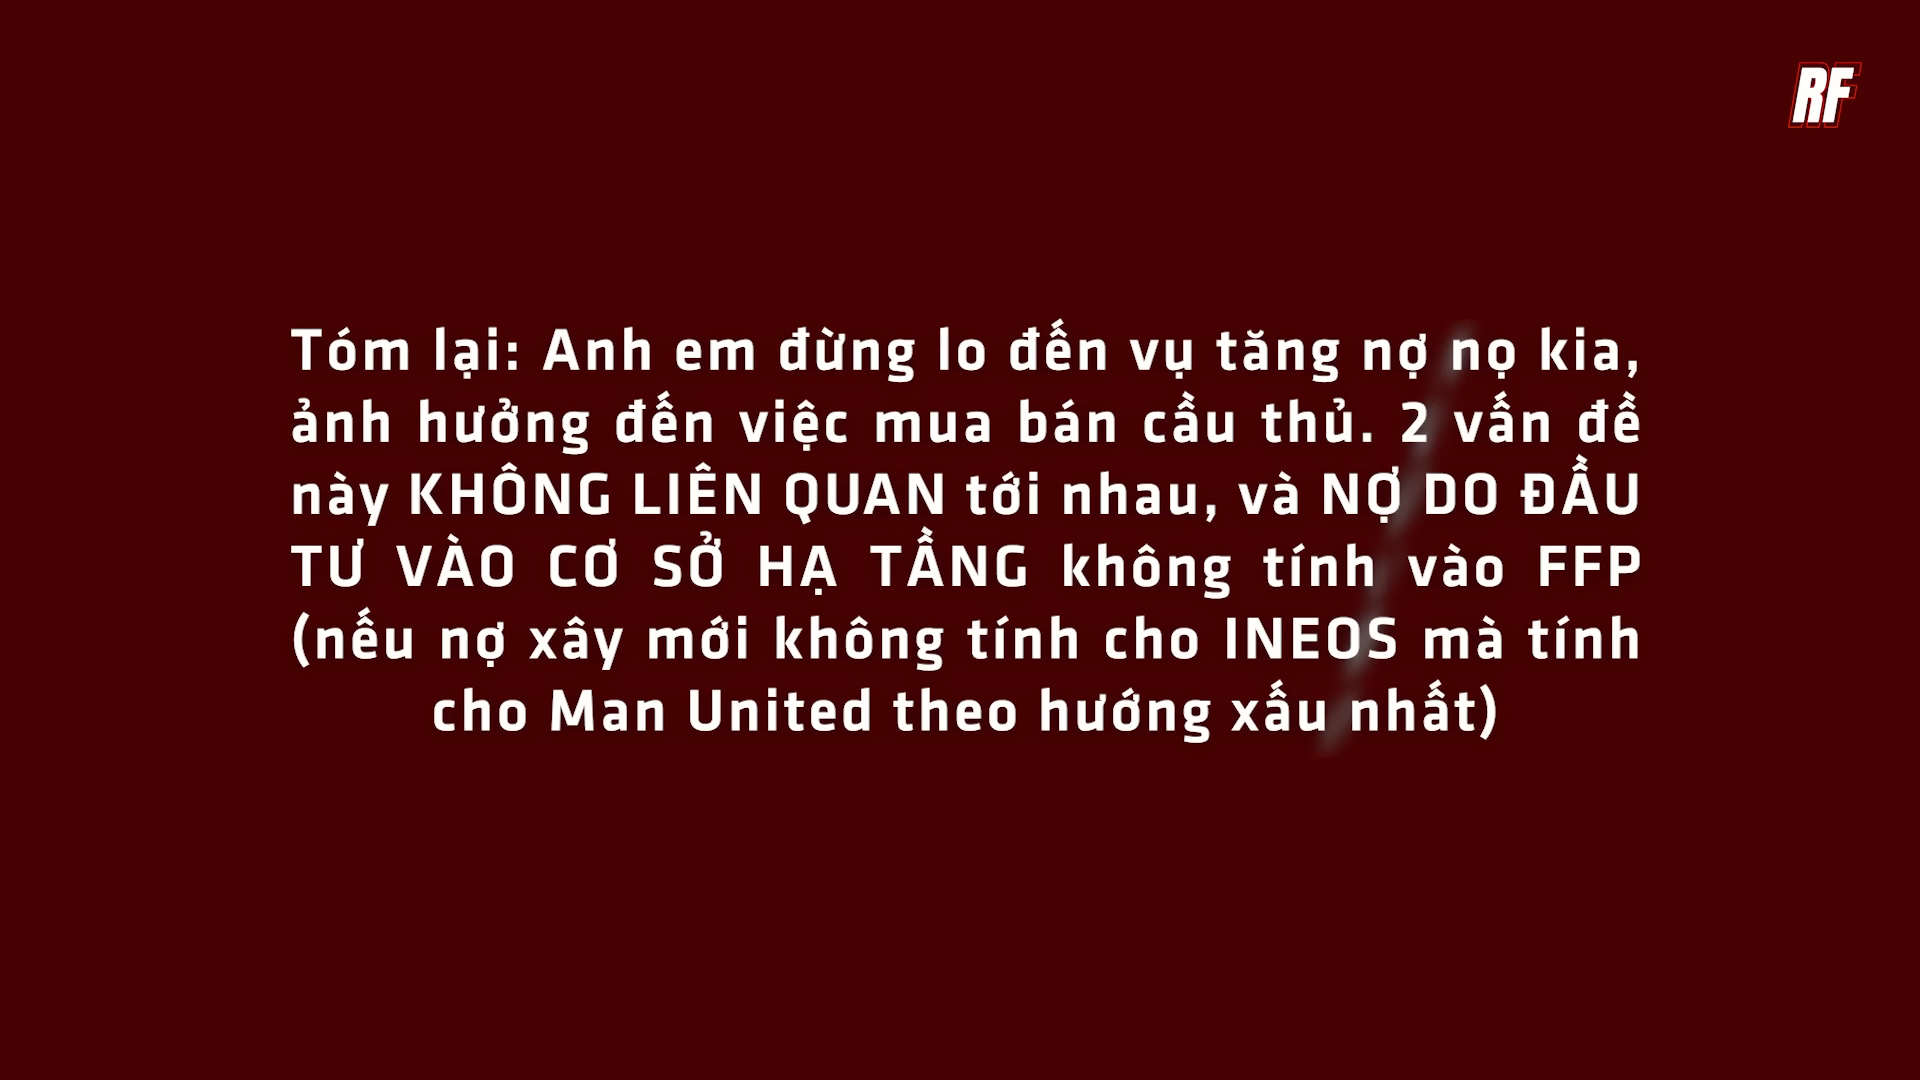 RF
Tóm lại: Anh em đừng lo đến vụ tăng nợ nọ kia,
ảnh hưởng đến việc mua bán cầu thủ. 2 vấn đề
này KHÔNG LIÊN QUAN tới nhau, và NỢ DO ĐẦU
TƯ VÀO CƠ SỞ HẠ TẦNG không tính vào FFP
(nếu nợ xây mới không tính cho INEOS mà tính
cho Man United theo hướng xấu nhất)